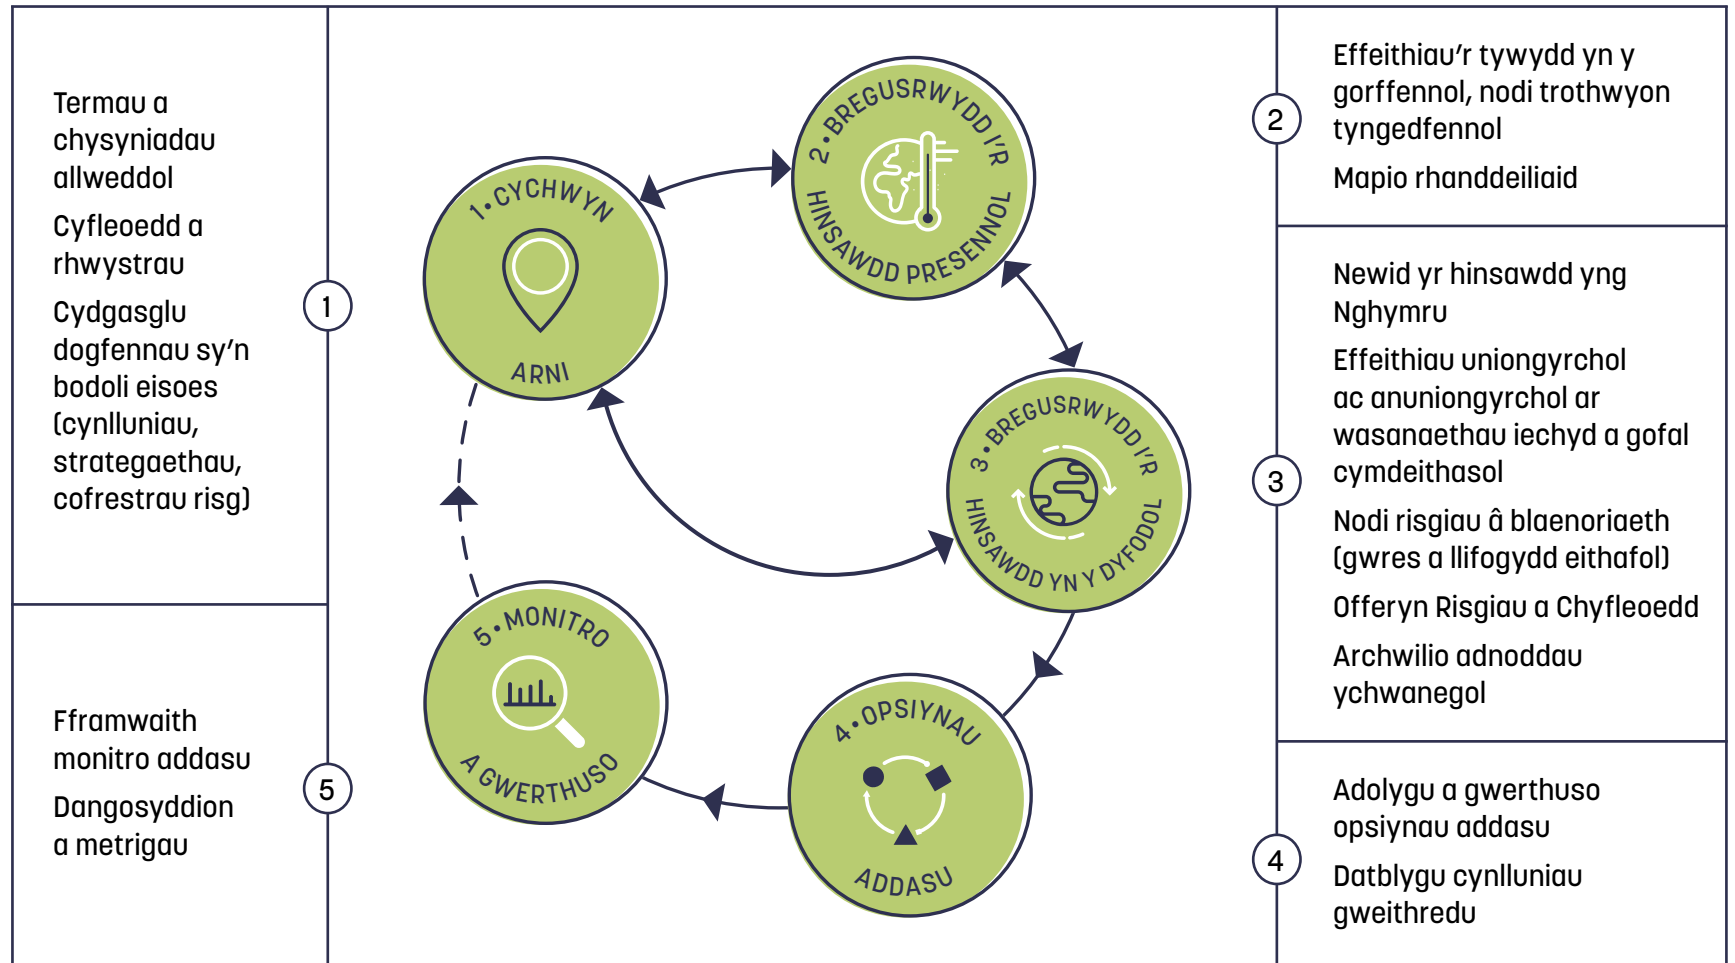 Termau a
chysyniadau
allweddol
Cyfleoedd a
rhwystrau
Cydgasglu
dogfennau sy'n
bodoli eisoes
(cynlluniau,
strategaethau,
cofrestrau risg)
1
Fframwaith
monitro addasu
Dangosyddion
a metrigau
5
1•CYCHWYN
ARNI
2•BREGUSRWYDD I'R
HINSAWDD PRESENNOL
3•BREGUSRWYDD I'R
HINSAWDD YN Y DYFODOL
4•OPSIYNAU
ADDASU
5•MONITRO
A GWERTHUSO
2
Effeithiau'r tywydd yn y
gorffennol, nodi trothwyon
tyngedfennol
Mapio rhanddeiliaid
3
Newid yr hinsawdd yng
Nghymru
Effeithiau uniongyrchol
ac anuniongyrchol ar
wasanaethau iechyd a gofal
cymdeithasol
Nodi risgiau â blaenoriaeth
(gwres a llifogydd eithafol)
Offeryn Risgiau a Chyfleoedd
Archwilio adnoddau
ychwanegol
4
Adolygu a gwerthuso
opsiynau addasu
Datblygu cynlluniau
gweithredu